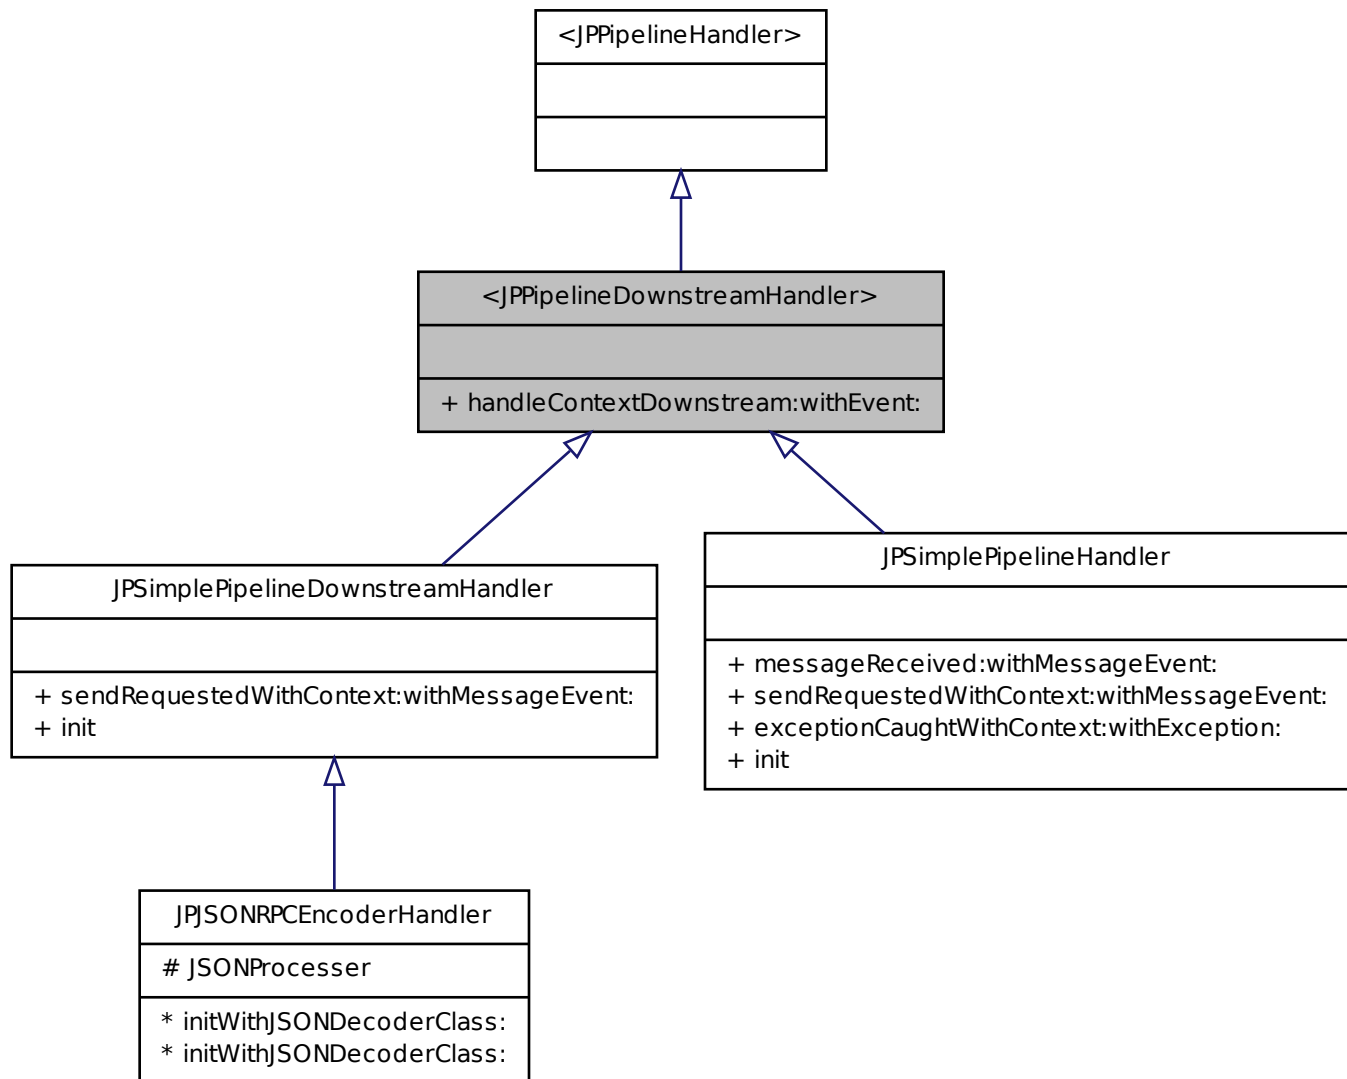 <JPPipelineHandler>
<JPPipelineDownstreamHandler>
+ handleContextDownstream:withEvent:
JPSimplePipelineDownstreamHandler
+ sendRequestedWithContext:withMessageEvent:
+ init
JPSimplePipelineHandler
+ messageReceived:withMessageEvent:
+ sendRequestedWithContext:withMessageEvent:
+ exceptionCaughtWithContext:withException:
+ init
JPJSONRPCEncoderHandler
# JSONProcesser
* initWithJSONDecoderClass:
* initWithJSONDecoderClass: